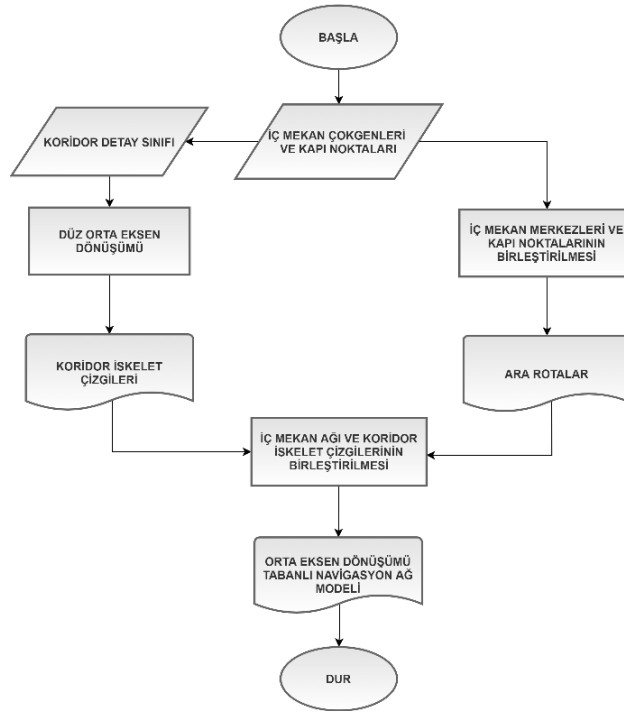 BAŞLA
KORİDOR DETAY SINIFI
İÇ MEKAN ÇOKGENLERİ
VE KAPI NOKTALARI
DÜZ ORTA EKSEN
DÖNÜŞÜMÜ
İÇ MEKAN MERKEZLERİ VE
KAPI NOKTALARININ
BİRLEŞTİRİLMESİ
KORİDOR İSKELET
ÇİZGİLERİ
ARA ROTALAR
İÇ MEKAN AĞI VE KORİDOR
İSKELET ÇİZGİLERİNİN
BİRLEŞTİRİLMESİ
ORTA EKSEN DÖNÜŞÜMÜ
TABANLI NAVİGASYON AĞ
MODELİ
DUR